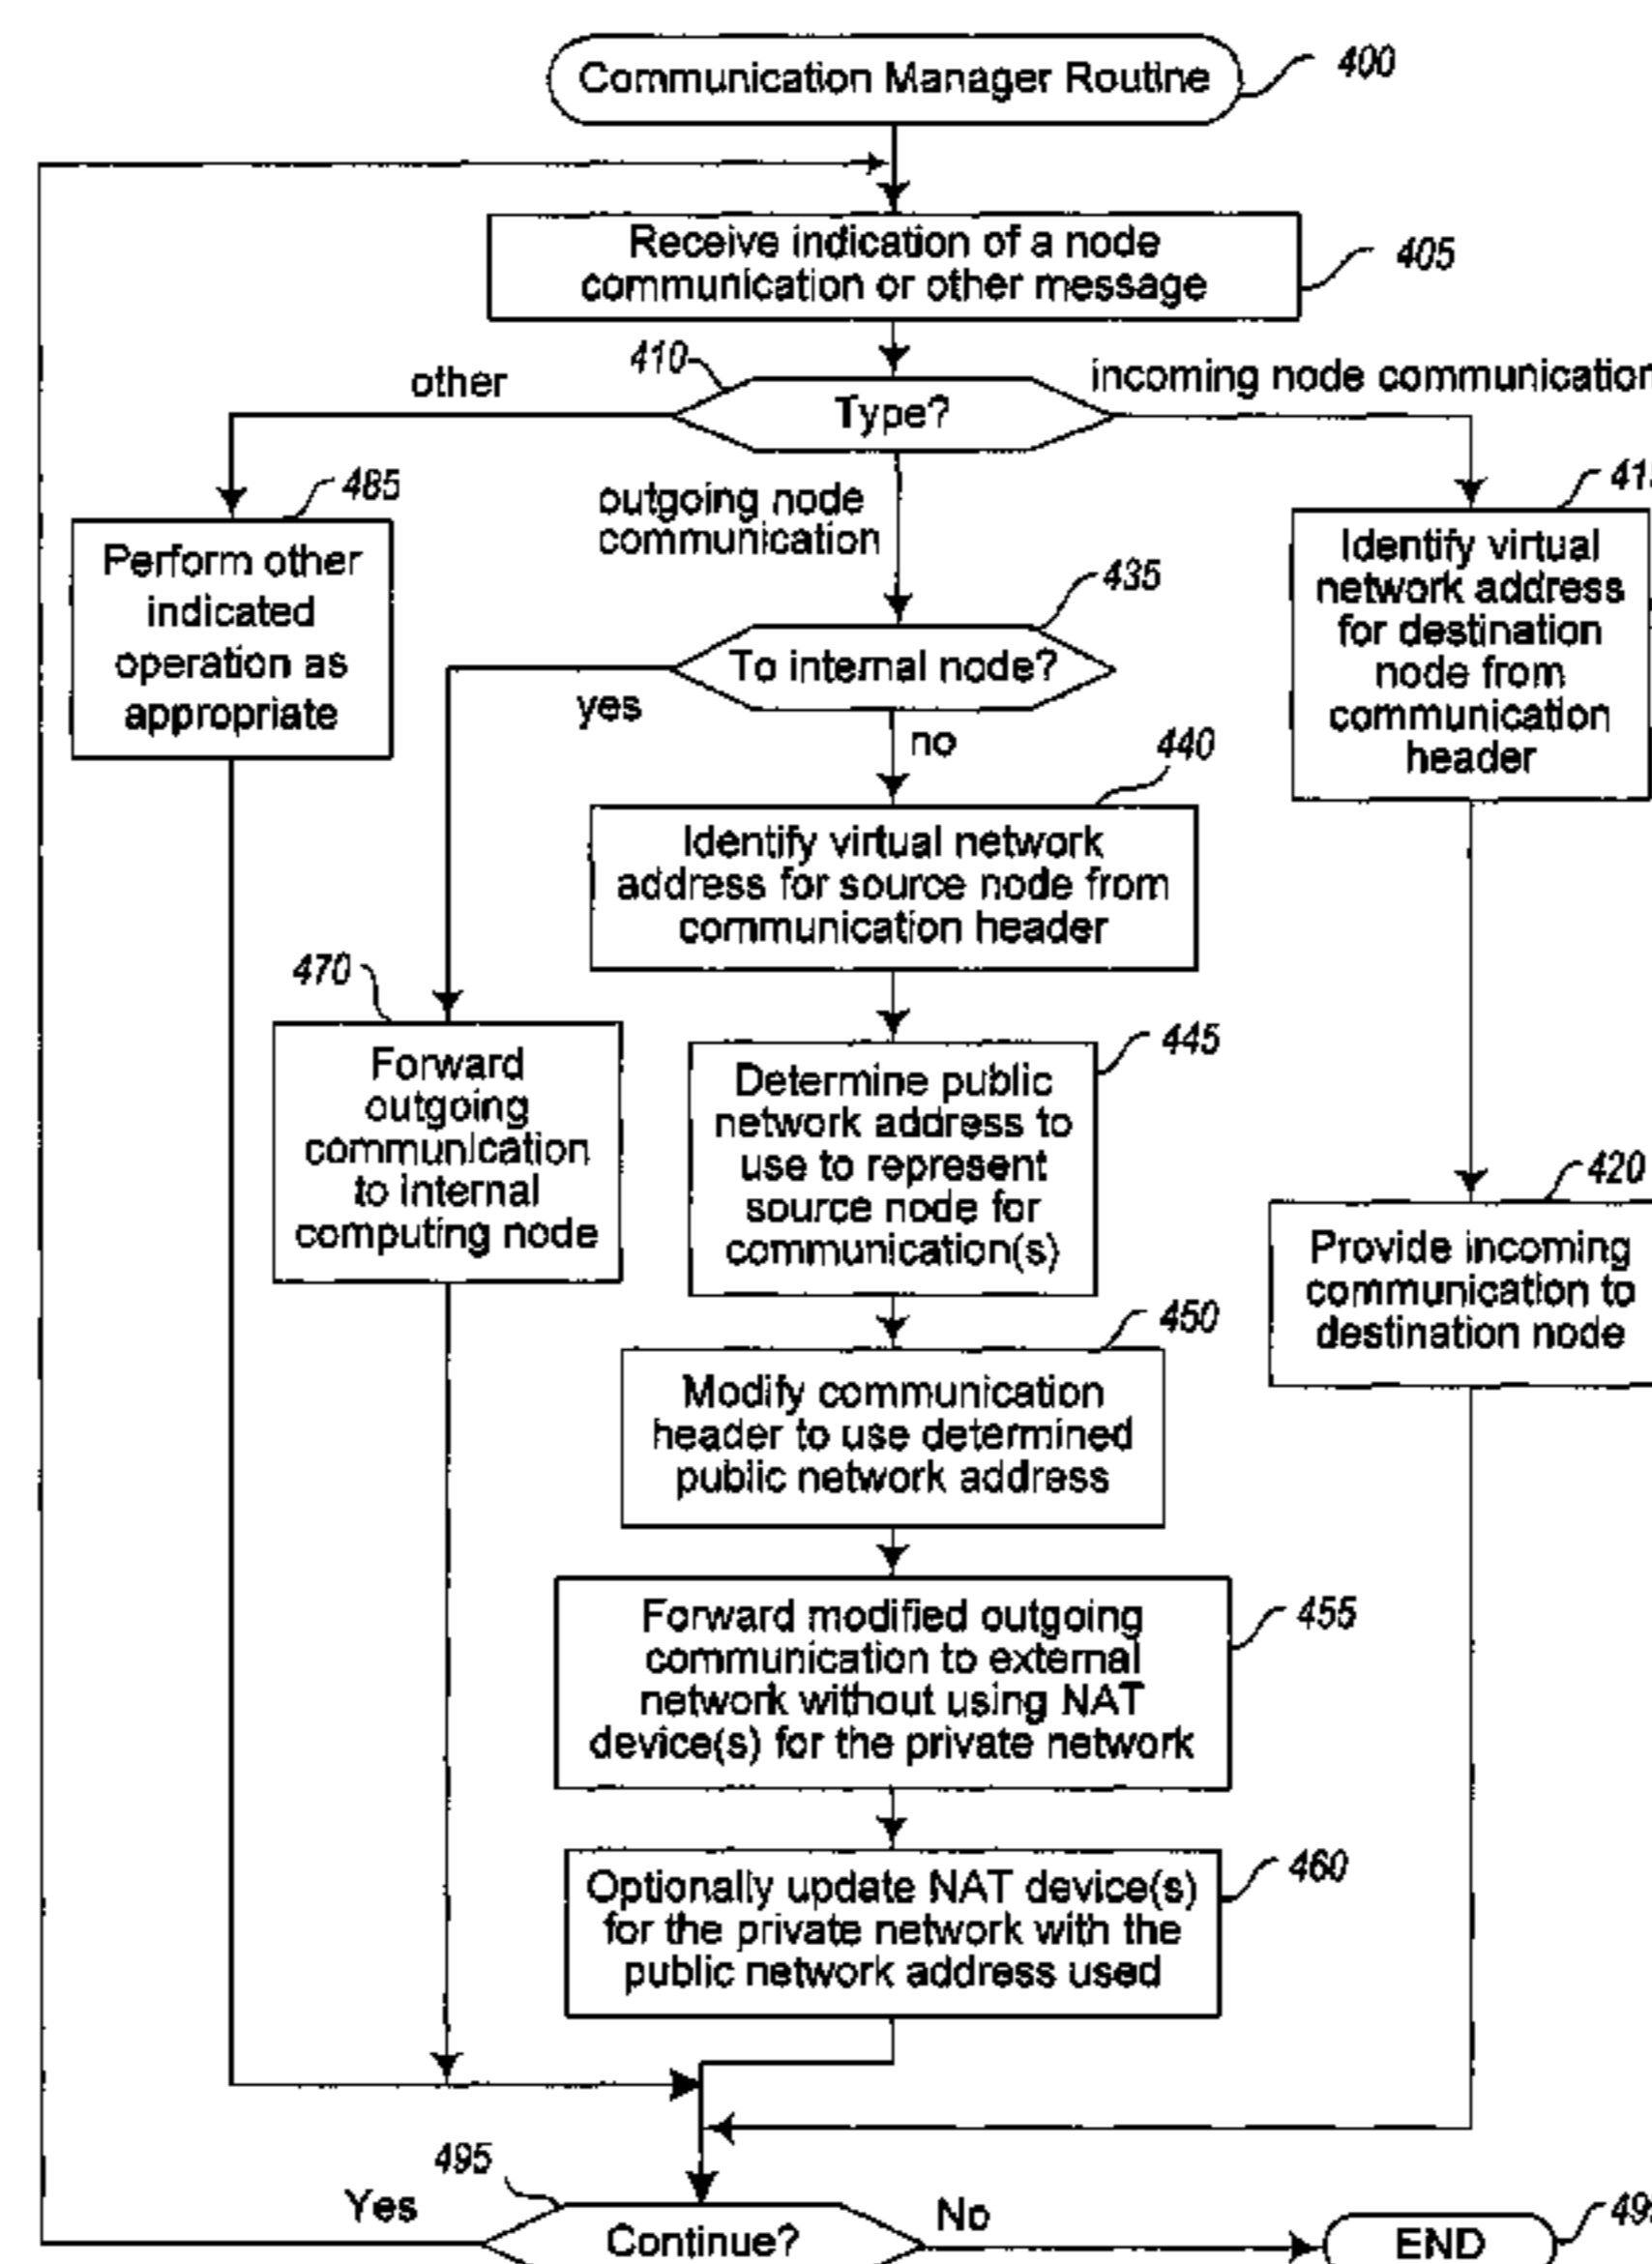 Communication Manager Routine
400
Receive indication of a node
communication or other message
405
410
other
Type?
incoming node communication
485
Perform other
indicated
operation as
appropriate
outgoing node
communication
Identify virtual
network address
for destination
node from
communication
header
435
To internal node?
yes
no
440
Identify virtual network
address for source node from
communication header
470
Forward
outgoing
communication
to internal
computing node
445
Determine public
network address to
use to represent
source node for
communication(s)
420
Provide incoming
communication to
destination node
450
Modify communication
header to use determined
public network address
455
Forward modified outgoing
communication to external
network without using NAT
device(s) for the private network
460
Optionally update NAT device(s)
for the private network with the
public network address used
495
Yes
Continue?
No
END